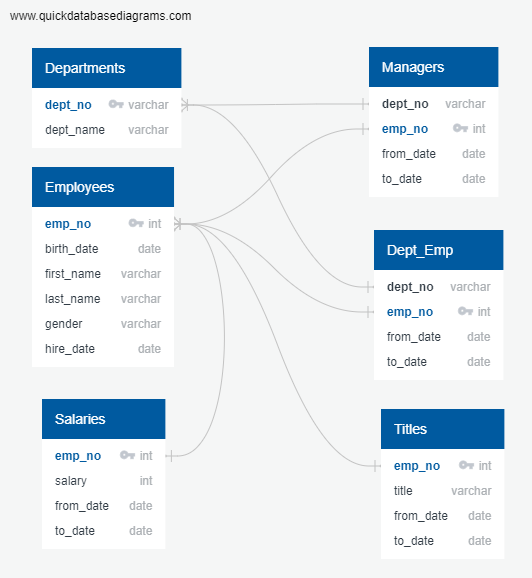 www.quickdatabasediagrams.com
Departments
dept_no varchar
dept_name varchar
Managers
dept_no varchar
emp_no int
from_date date
to_date date
Employees
emp_no int
birth_date date
first_name varchar
last_name varchar
gender varchar
hire_date date
Dept_Emp
dept_no varchar
emp_no int
from_date date
to_date date
Salaries
emp_no int
salary int
from_date date
to_date date
Titles
emp_no int
title varchar
from_date date
to_date date